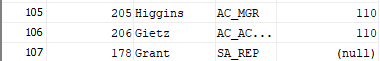 105 205 Higgins AC_MGR 110
106 206 Gietz AC_AC... 110
107 178 Grant SA_REP (null)